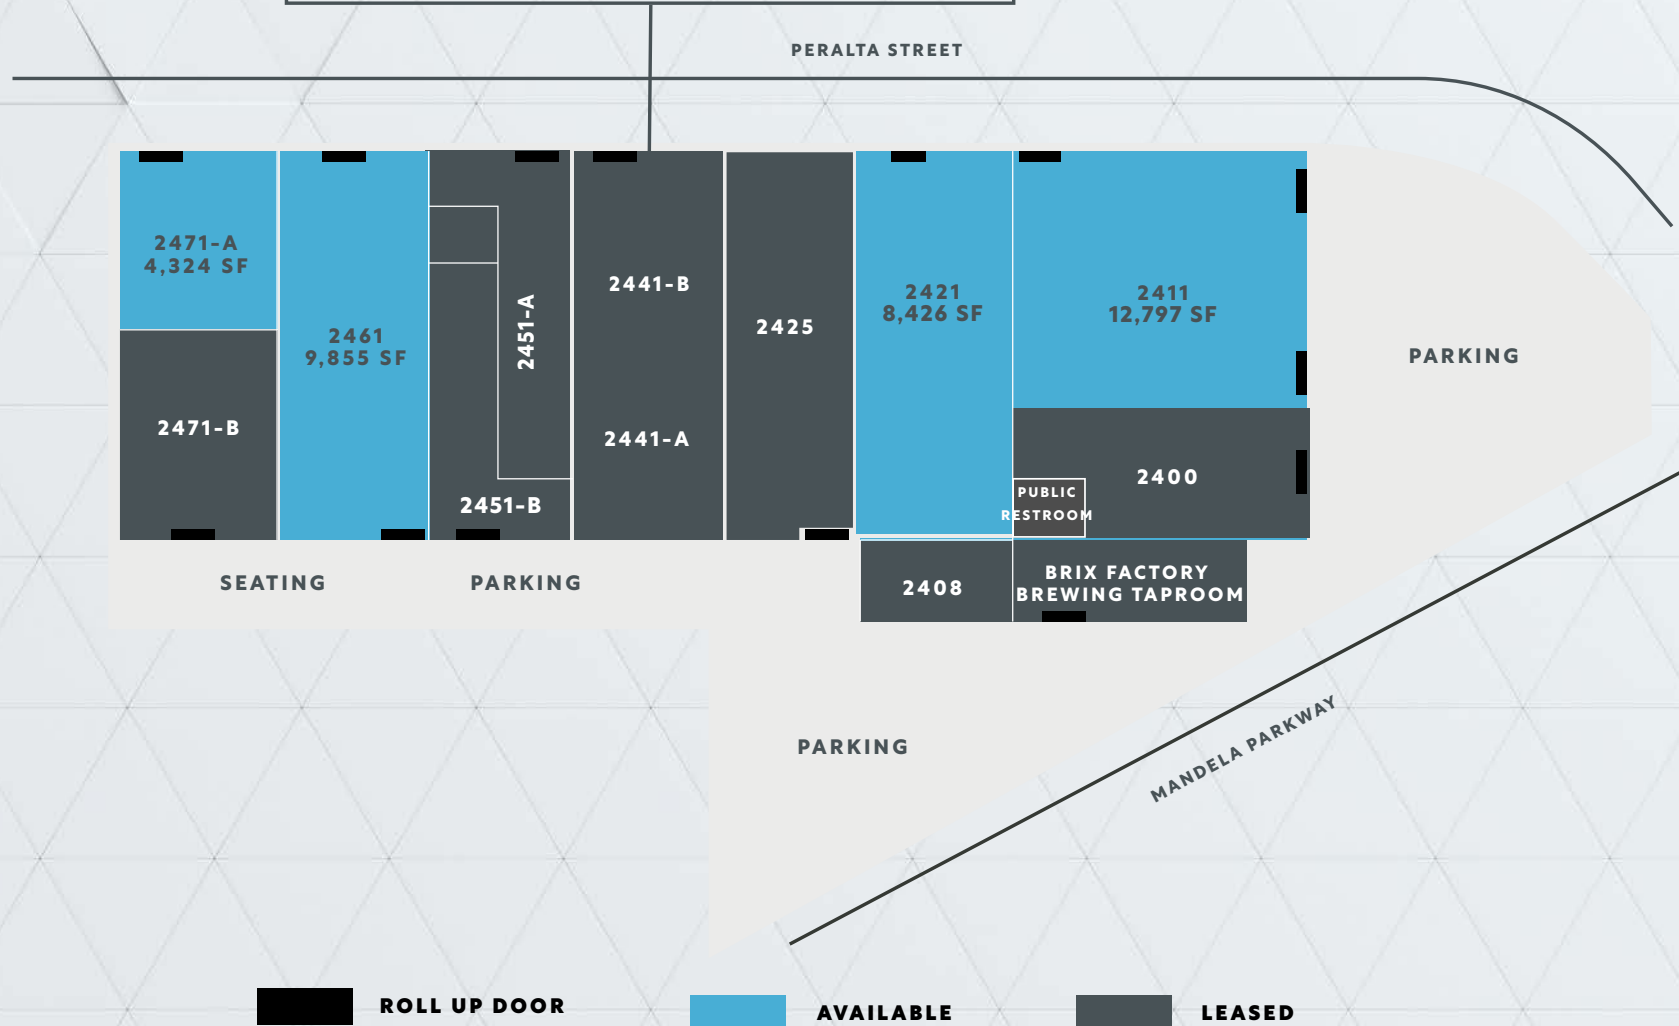 PERALTA STREET
2471-A
4,324 SF
2461
9,855 SF
2451-A
2441-B
2425
2421
8,426 SF
2411
12,797 SF
PARKING
2471-B
2441-A
2451-B
2400
PUBLIC
RESTROOM
SEATING
PARKING
2408
BRIX FACTORY
BREWING TAPROOM
PARKING
MANDELA PARKWAY
ROLL UP DOOR
AVAILABLE
LEASED